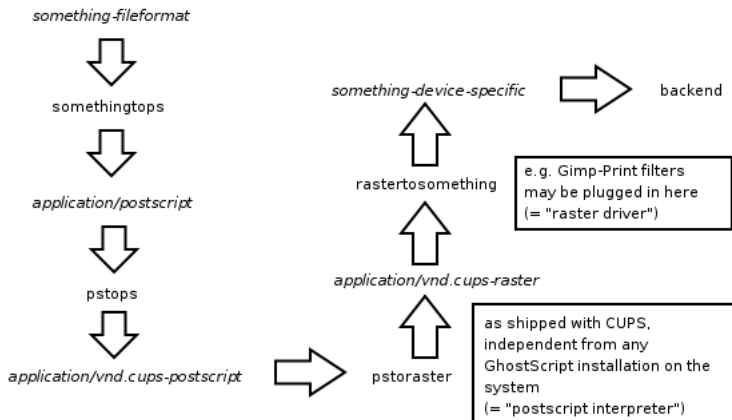 something-fileformat
somethingtops
application/postscript
pstops
application/vnd.cups-postscript
something-device-specific
backend
rastertosomething
e.g. Gimp-Print filters
may be plugged in here
(= "raster driver")
application/vnd.cups-raster
pstoraster
as shipped with CUPS,
independent from any
GhostScript installation on the
system
(= "postscript interpreter")